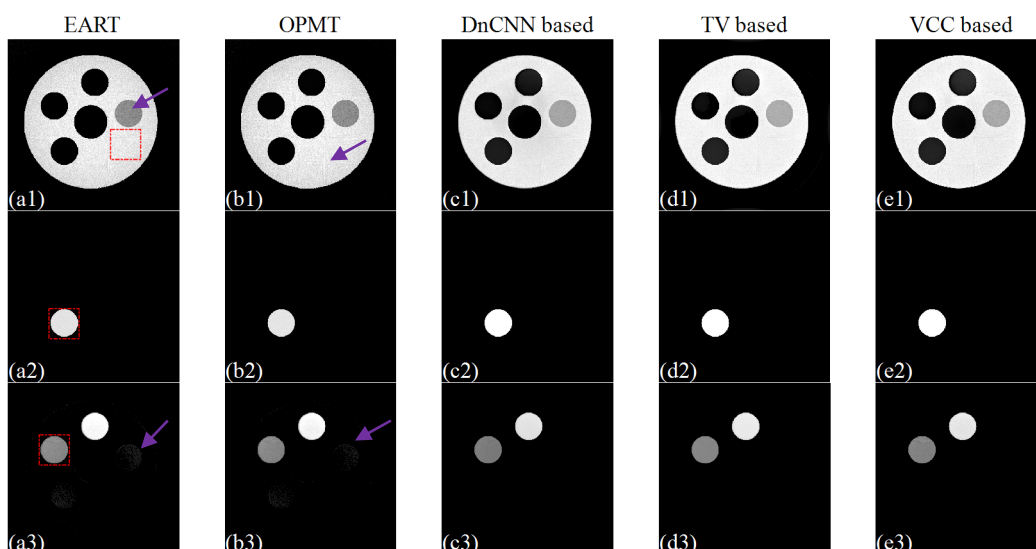 EART OPMT DnCNN based TV based VCC based
(a1) (b1) (c1) (d1) (e1)
(a2) (b2) (c2) (d2) (e2)
(a3) (b3) (c3) (d3) (e3)